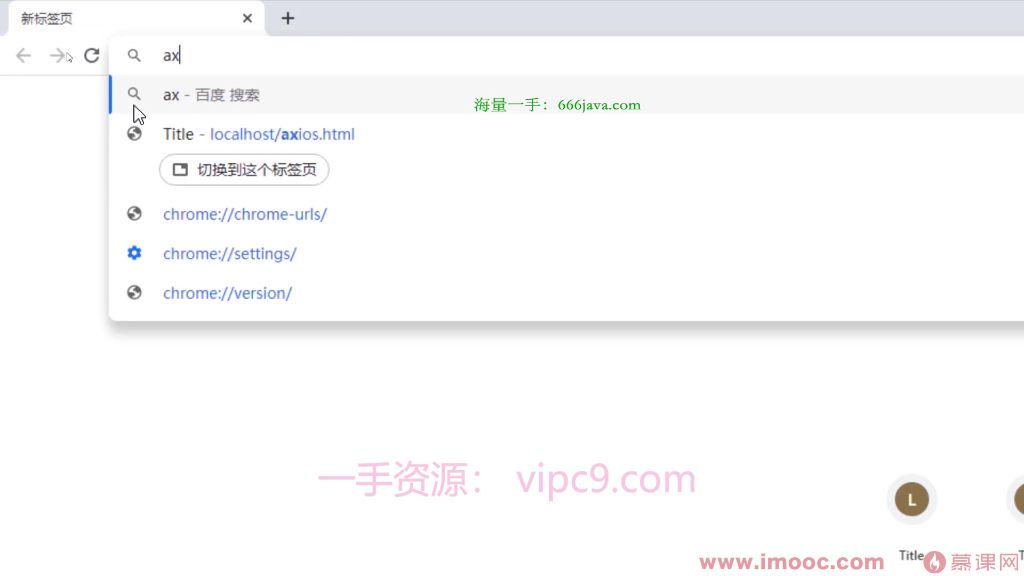 新标签页
ax
ax - 百度 搜索
海量一手：666java.com
Title - localhost/axios.html
切换到这个标签页
chrome://chrome-urls/
chrome://settings/
chrome://version/
一手资源： vipc9.com
L
Title
www.imooc.com 慕课网